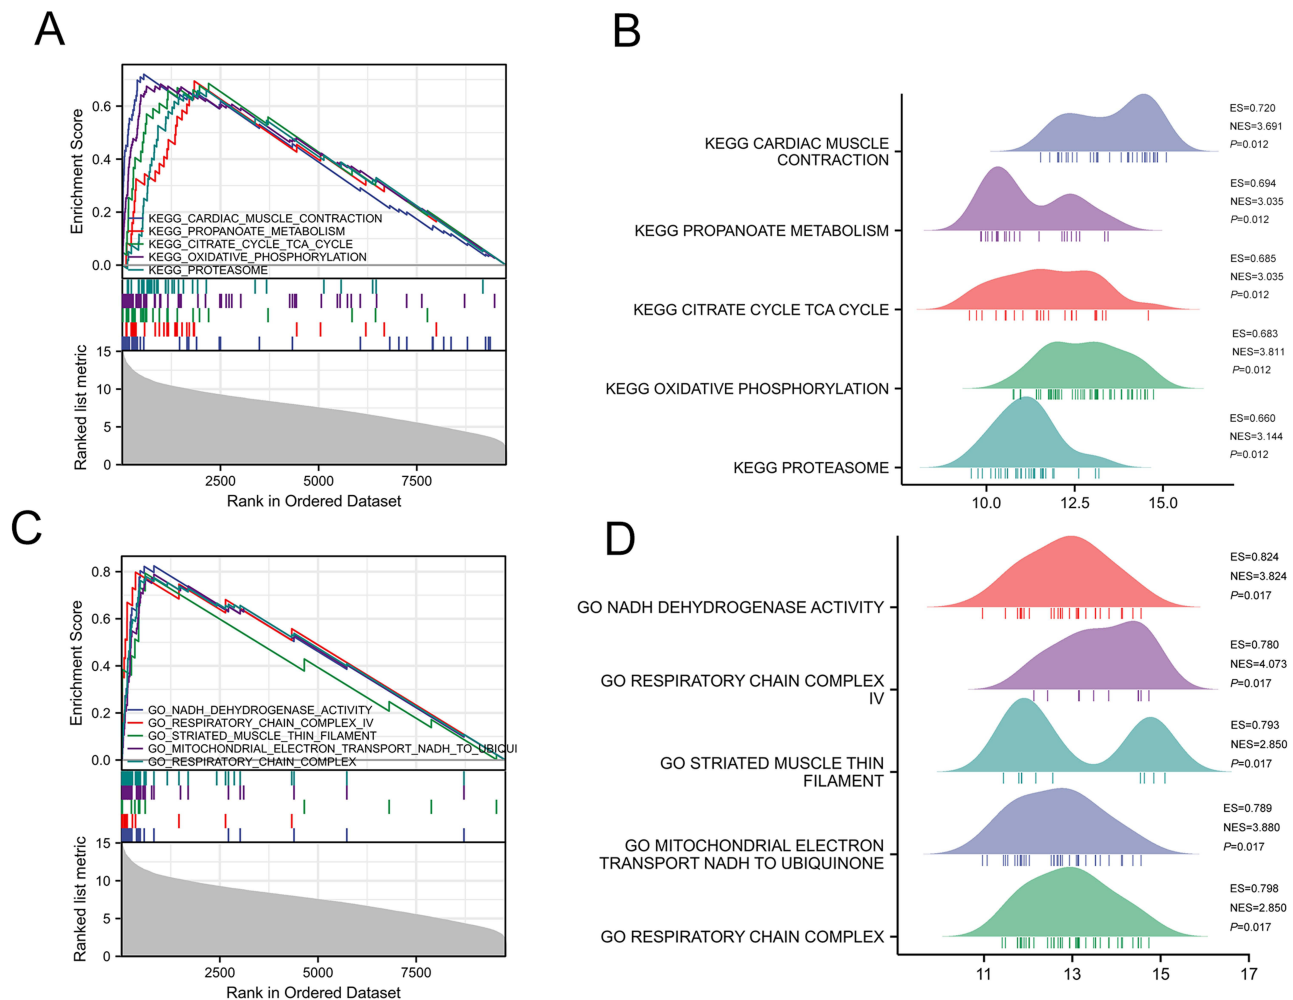 A
Enrichment Score
0.6
0.4
0.2
0.0
KEGG_CARDIAC_MUSCLE_CONTRACTION
KEGG_PROPANOATE_METABOLISM
KEGG_CITRATE_CYCLE_TCA_CYCLE
KEGG_OXIDATIVE_PHOSPHORYLATION
KEGG_PROTEASOME
Ranked list metric
15
10
5
0
2500
5000
7500
Rank in Ordered Dataset
B
KEGG CARDIAC MUSCLE
CONTRACTION
ES=0.720
NES=3.691
P=0.012
KEGG PROPANOATE METABOLISM
ES=0.694
NES=3.035
P=0.012
KEGG CITRATE CYCLE TCA CYCLE
ES=0.685
NES=3.035
P=0.012
KEGG OXIDATIVE PHOSPHORYLATION
ES=0.683
NES=3.811
P=0.012
KEGG PROTEASOME
ES=0.660
NES=3.144
P=0.012
10.0
12.5
15.0
C
Enrichment Score
0.8
0.6
0.4
0.2
0.0
GO_NADH_DEHYDROGENASE_ACTIVITY
GO_RESPIRATORY_CHAIN_COMPLEX_IV
GO_STRIATED_MUSCLE_THIN_FILAMENT
GO_MITOCHONDRIAL_ELECTRON_TRANSPORT_NADH_TO_UBIQUI
GO_RESPIRATORY_CHAIN_COMPLEX
Ranked list metric
15
10
5
0
2500
5000
7500
Rank in Ordered Dataset
D
GO NADH DEHYDROGENASE ACTIVITY
ES=0.824
NES=3.824
P=0.017
GO RESPIRATORY CHAIN COMPLEX
IV
ES=0.780
NES=4.073
P=0.017
GO STRIATED MUSCLE THIN
FILAMENT
ES=0.793
NES=2.850
P=0.017
GO MITOCHONDRIAL ELECTRON
TRANSPORT NADH TO UBIQUINONE
ES=0.789
NES=3.880
P=0.017
GO RESPIRATORY CHAIN COMPLEX
ES=0.798
NES=2.850
P=0.017
11
13
15
17